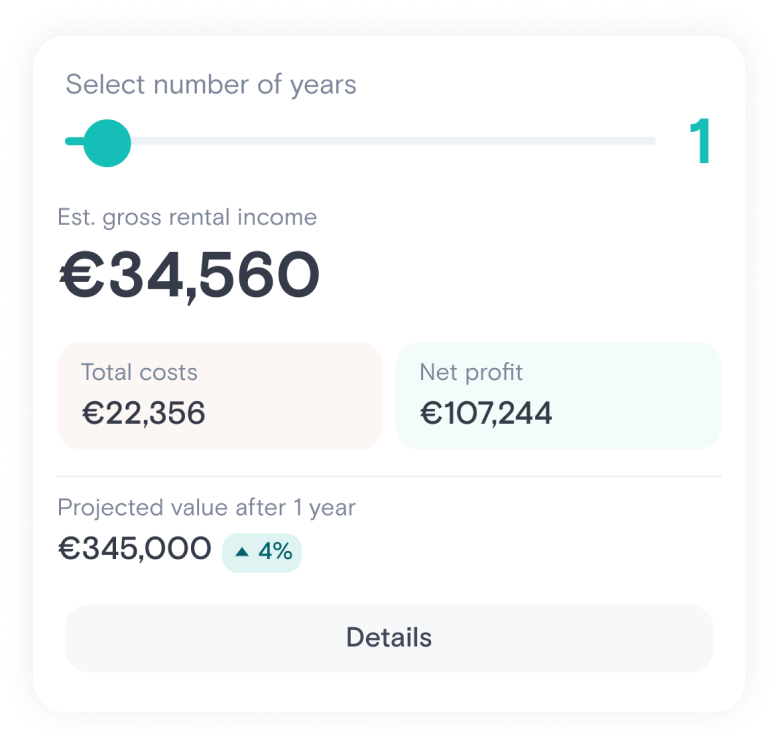 Select number of years
1
Est. gross rental income
€34,560
Total costs
€22,356
Net profit
€107,244
Projected value after 1 year
€345,000 ▲ 4%
Details